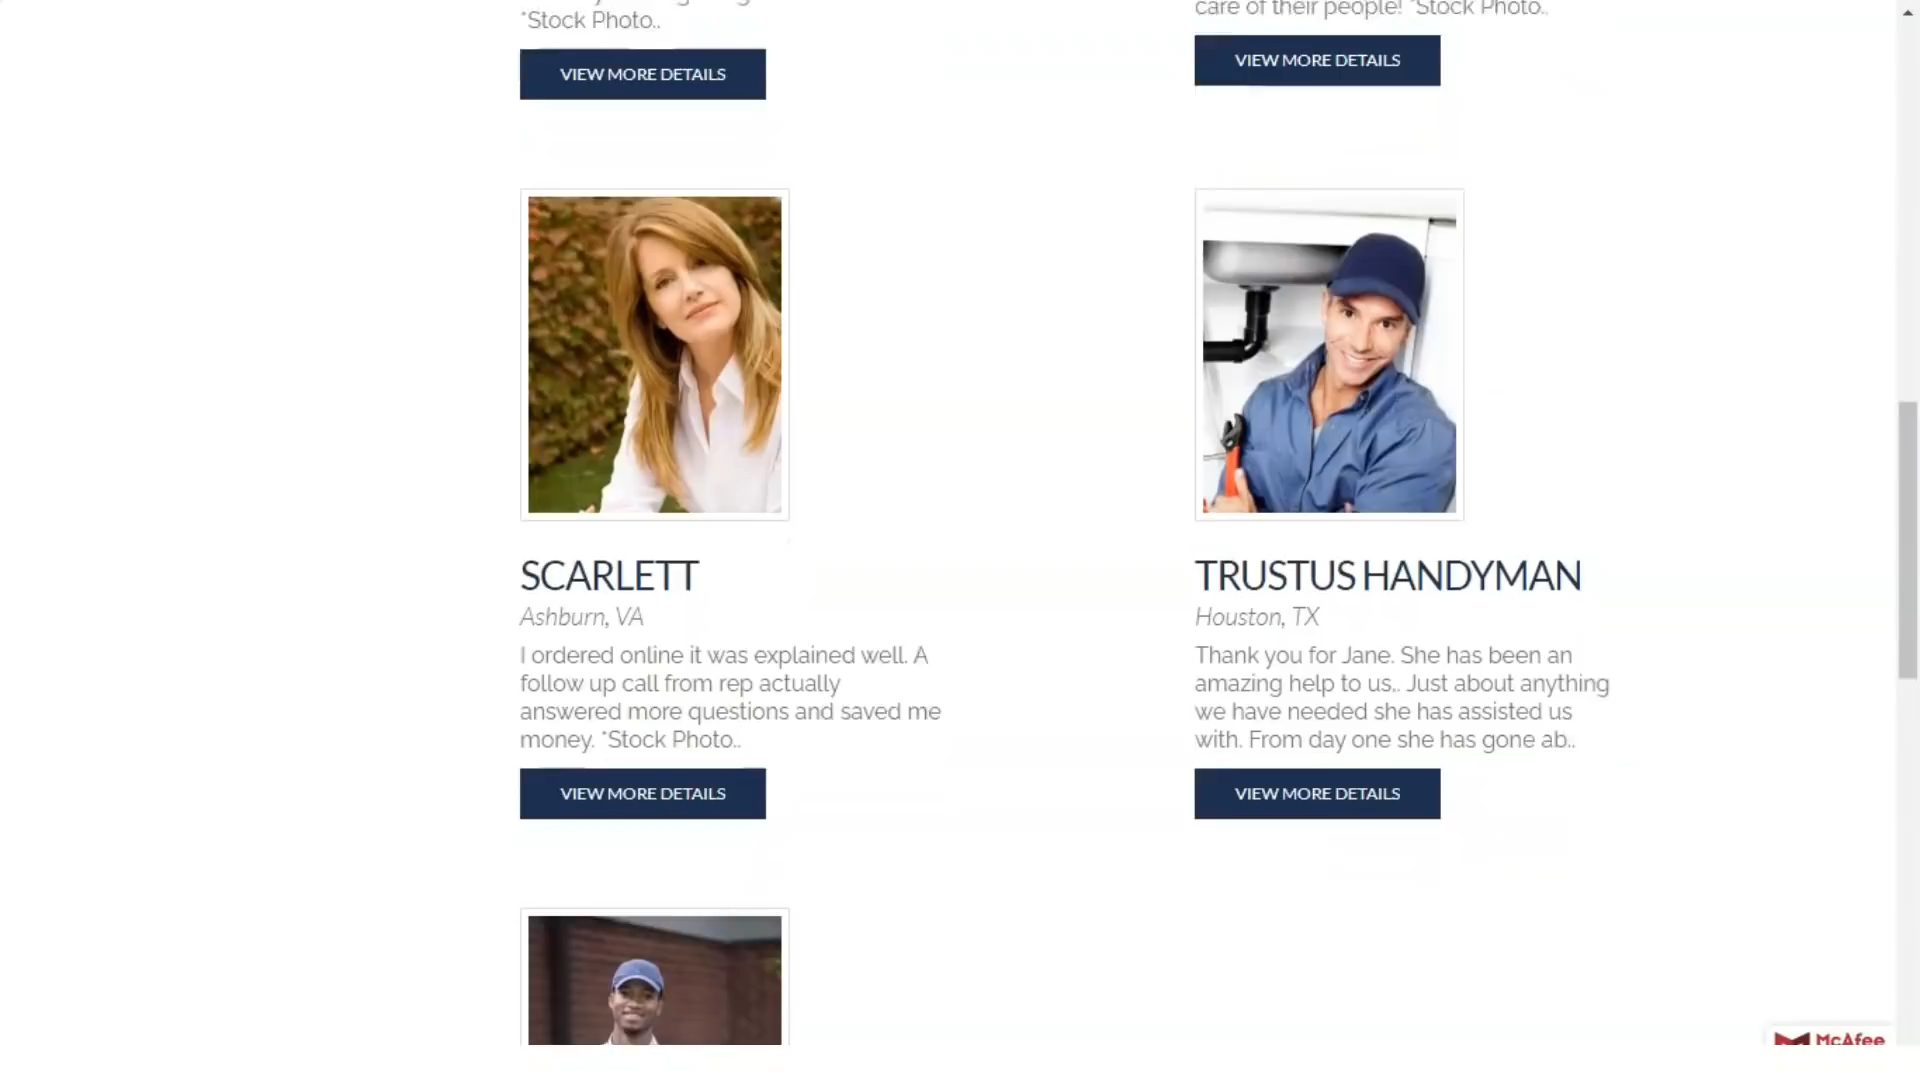 *Stock Photo..
VIEW MORE DETAILS
care of their people! *Stock Photo..
VIEW MORE DETAILS
SCARLETT
Ashburn, VA
I ordered online it was explained well. A
follow up call from rep actually
answered more questions and saved me
money. *Stock Photo..
VIEW MORE DETAILS
TRUSTUS HANDYMAN
Houston, TX
Thank you for Jane. She has been an
amazing help to us,. Just about anything
we have needed she has assisted us
with. From day one she has gone ab..
VIEW MORE DETAILS
McAfee